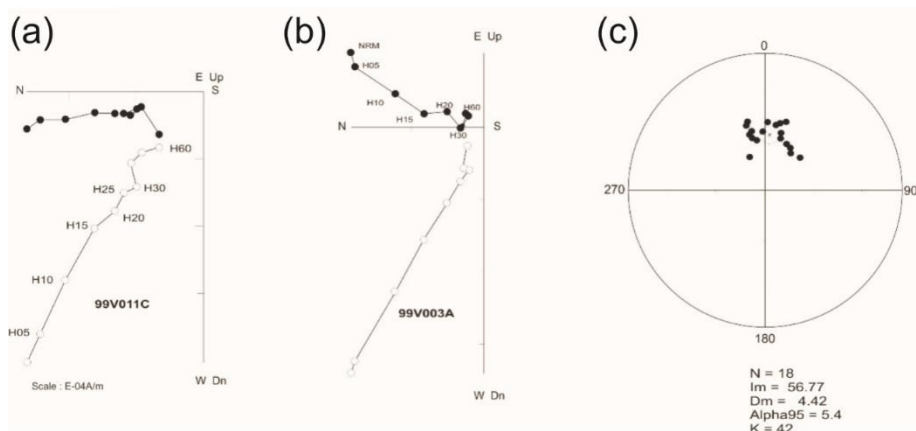 (a)
E Up
N
S
H60
H30
H25
H20
H15
H10
H05
99V011C
Scale : E-04A/m
W Dn
(b)
E Up
NRM
H05
H10
H15
H20
H60
H30
N
S
99V003A
W Dn
(c)
0
270
90
180
N = 18
Im = 56.77
Dm = 4.42
Alpha95 = 5.4
K = 42